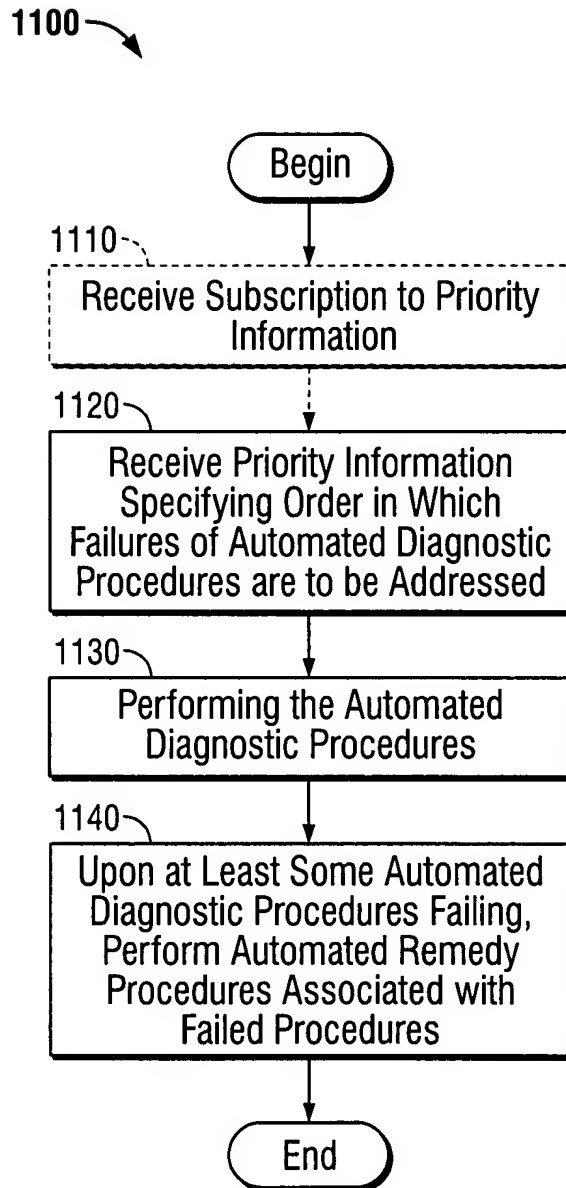 1100
Begin
1110
Receive Subscription to Priority
Information
1120
Receive Priority Information
Specifying Order in Which
Failures of Automated Diagnostic
Procedures are to be Addressed
1130
Performing the Automated
Diagnostic Procedures
1140
Upon at Least Some Automated
Diagnostic Procedures Failing,
Perform Automated Remedy
Procedures Associated with
Failed Procedures
End